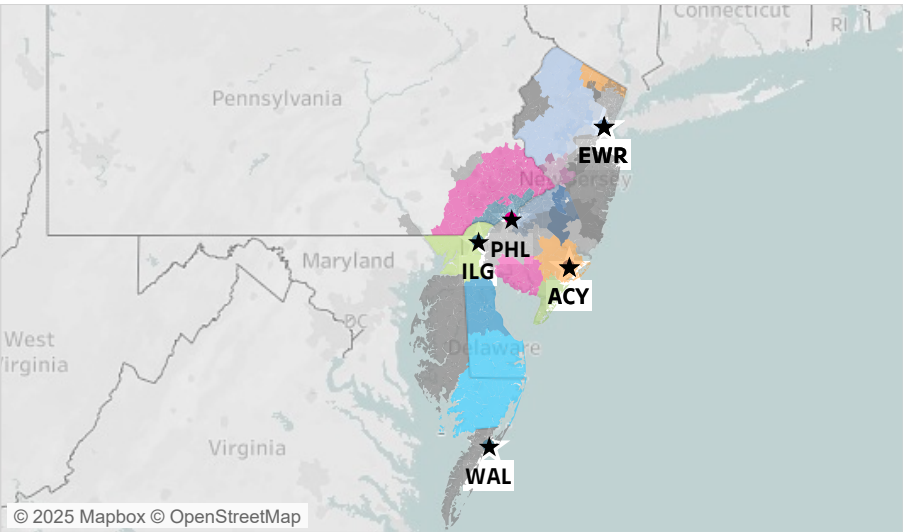 Connecticut
RI
Pennsylvania
EWR
New Jersey
PHL
Maryland
ILG
ACY
DC
West
Virginia
Delaware
Virginia
WAL
© 2025 Mapbox © OpenStreetMap